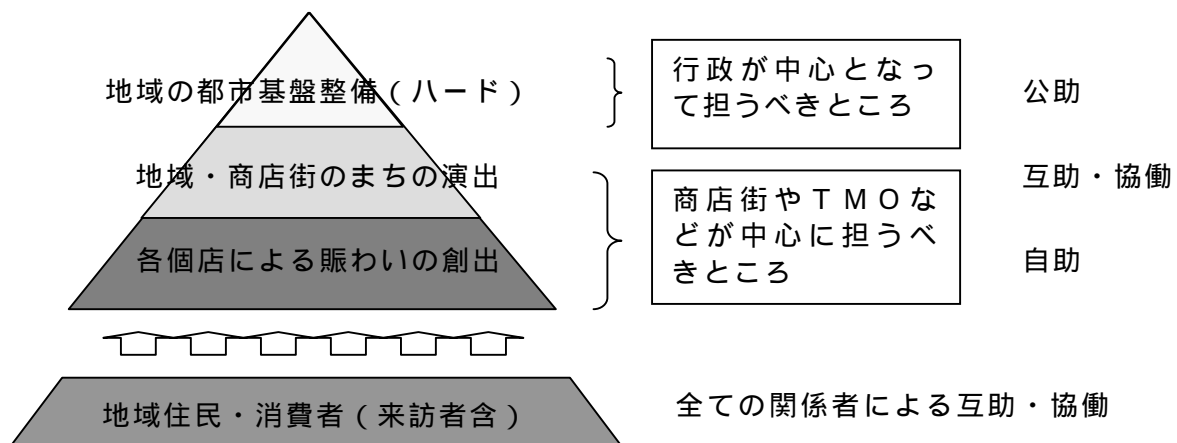 地域の都市基盤整備（ハード）
行政が中心となっ
て担うべきところ
公助
地域・商店街のまちの演出
互助・協働
商店街やＴＭＯな
どが中心に担うべ
きところ
各個店による賑わいの創出
自助
地域住民・消費者（来訪者含）
全ての関係者による互助・協働